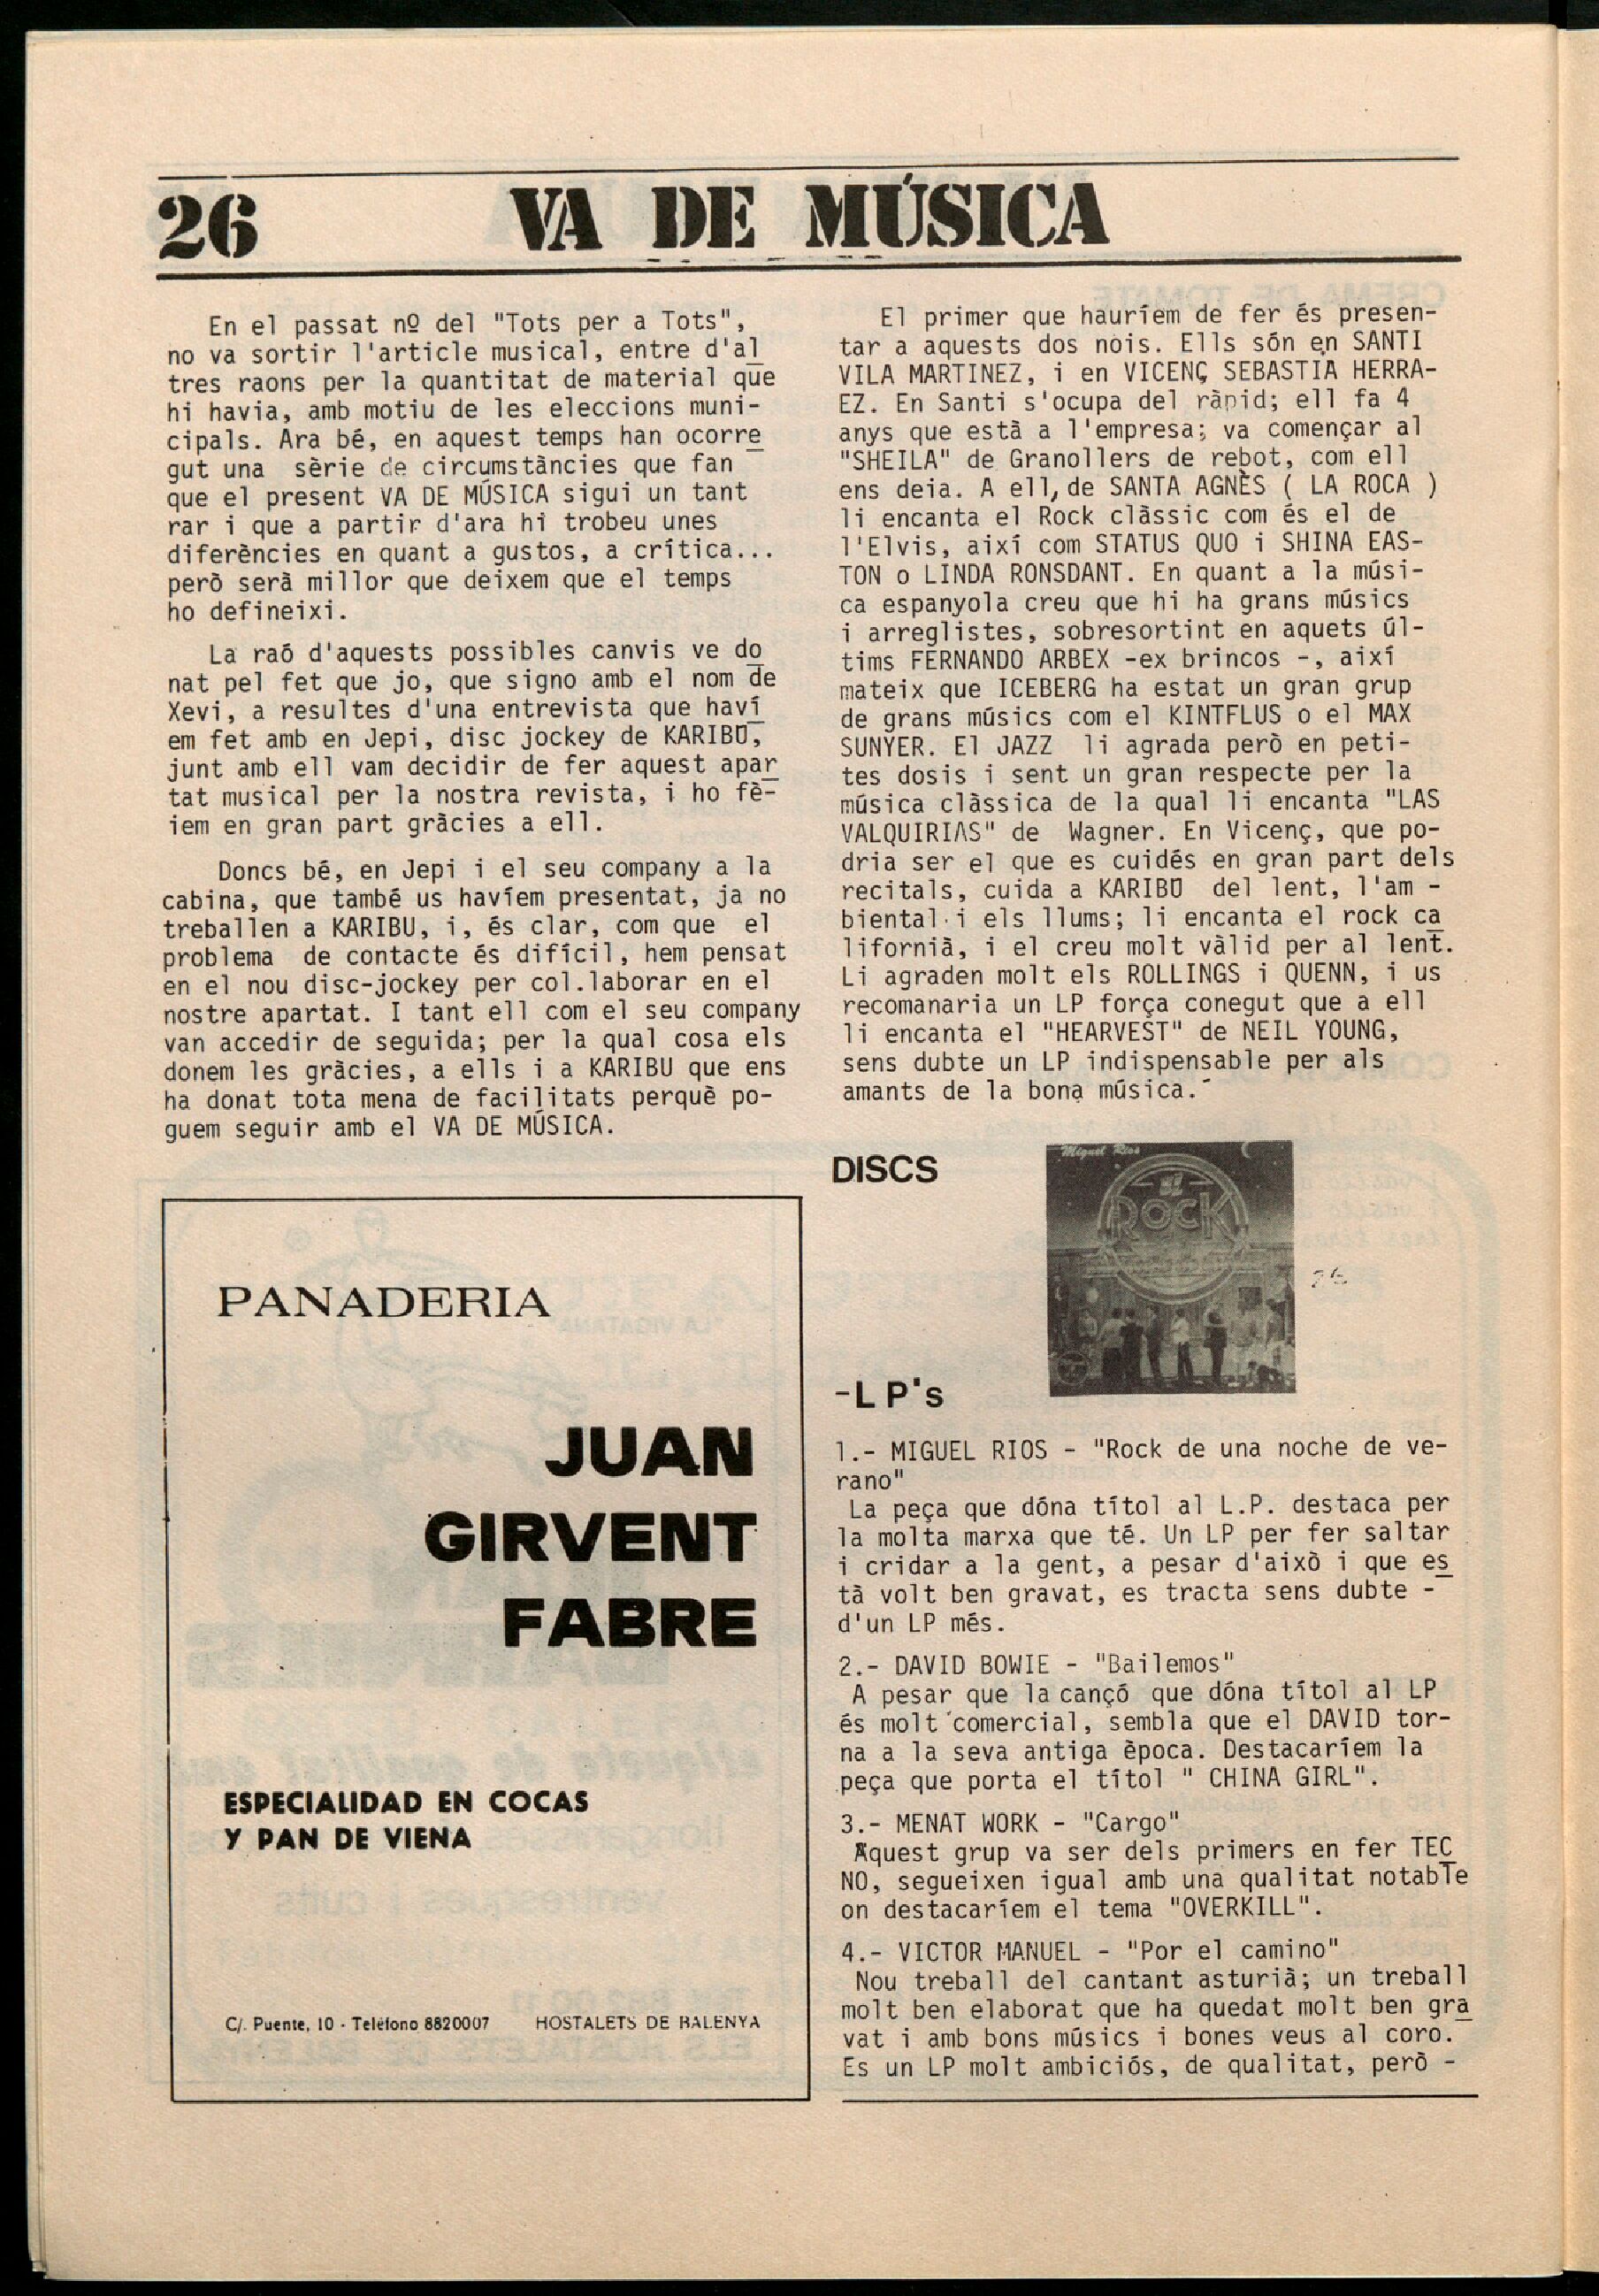 26 VA DE MÚSICA
En el passat nº del "Tots per a Tots",
no va sortir l'article musical, entre d'al
tres raons per la quantitat de material que
hi havia, amb motiu de les eleccions muni-
cipals. Ara bé, en aquest temps han ocorre
gut una sèrie de circumstàncies que fan
que el present VA DE MÚSICA sigui un tant
rar i que a partir d'ara hi trobeu unes
diferències en quant a gustos, a crítica...
però serà millor que deixem que el temps
ho defineixi.
La raó d'aquests possibles canvis ve do
nat pel fet que jo, que signo amb el nom de
Xevi, a resultes d'una entrevista que haví
em fet amb en Jepi, disc jockey de KARIBU,
junt amb ell vam decidir de fer aquest apar
tat musical per la nostra revista, i ho fè-
iem en gran part gràcies a ell.
Doncs bé, en Jepi i el seu company a la
cabina, que també us havíem presentat, ja no
treballen a KARIBU, i, és clar, com que el
problema de contacte és difícil, hem pensat
en el nou disc-jockey per col.laborar en el
nostre apartat. I tant ell com el seu company
van accedir de seguida; per la qual cosa els
donem les gràcies, a ells i a KARIBU que ens
ha donat tota mena de facilitats perquè po-
guem seguir amb el VA DE MÚSICA.
PANADERIA
JUAN
GIRVENT
FABRE
ESPECIALIDAD EN COCAS
Y PAN DE VIENA
C/. Puente, 10 - Teléfono 8820007 HOSTALETS DE BALENYA
El primer que hauríem de fer és presen-
tar a aquests dos nois. Ells són en SANTI
VILA MARTINEZ, i en VICENÇ SEBASTIÀ HERRA-
EZ. En Santi s'ocupa del ràpid; ell fa 4
anys que està a l'empresa; va començar al
"SHEILA" de Granollers de rebot, com ell
ens deia. A ell, de SANTA AGNÈS ( LA ROCA )
li encanta el Rock clàssic com és el de
l'Elvis, així com STATUS QUO i SHINA EAS-
TON o LINDA RONSDANT. En quant a la músi-
ca espanyola creu que hi ha grans músics
i arreglistes, sobresortint en aquets úl-
tims FERNANDO ARBEX -ex brincos -, així
mateix que ICEBERG ha estat un gran grup
de grans músics com el KINTFLUS o el MAX
SUNYER. El JAZZ li agrada però en peti-
tes dosis i sent un gran respecte per la
música clàssica de la qual li encanta "LAS
VALQUIRIAS" de Wagner. En Vicenç, que po-
dria ser el que es cuidés en gran part dels
recitals, cuida a KARIBU del lent, l'am -
biental i els llums; li encanta el rock ca
lifornià, i el creu molt vàlid per al lent.
Li agraden molt els ROLLINGS i QUENN, i us
recomanaria un LP força conegut que a ell
li encanta el "HEARVEST" de NEIL YOUNG,
sens dubte un LP indispensable per als
amants de la bona música.
DISCS
Miguel Rios
EL
ROCK
-LP's
1.- MIGUEL RIOS - "Rock de una noche de ve-
rano"
La peça que dóna títol al L.P. destaca per
la molta marxa que té. Un LP per fer saltar
i cridar a la gent, a pesar d'això i que es
tà volt ben gravat, es tracta sens dubte -
d'un LP més.
2.- DAVID BOWIE - "Bailemos"
A pesar que la cançó que dóna títol al LP
és molt comercial, sembla que el DAVID tor-
na a la seva antiga època. Destacaríem la
peça que porta el títol " CHINA GIRL".
3.- MENAT WORK - "Cargo"
Aquest grup va ser dels primers en fer TEC
NO, segueixen igual amb una qualitat notable
on destacaríem el tema "OVERKILL".
4.- VICTOR MANUEL - "Por el camino"
Nou treball del cantant asturià; un treball
molt ben elaborat que ha quedat molt ben gra
vat i amb bons músics i bones veus al coro.
Es un LP molt ambiciós, de qualitat, però -